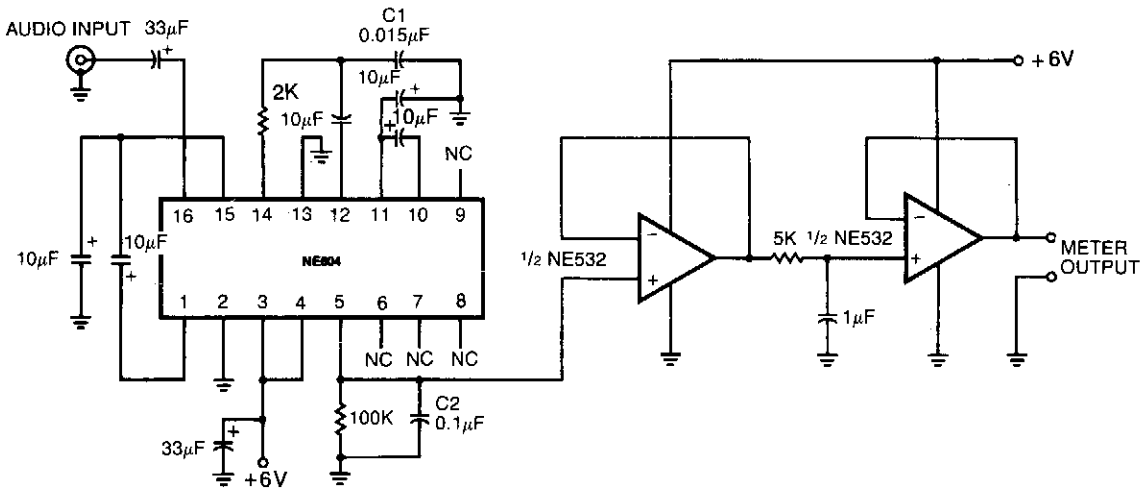 AUDIO INPUT
33µF
+
C1
0.015µF
10µF
+
2K
10µF
10µF
+
NC
16 15 14 13 12 11 10 9
+6V
10µF
+
10µF
+
NE604
1 2 3 4 5 6 7 8
NC NC NC
33µF
+
+6V
100K
C2
0.1µF
1/2 NE532
−
+
5K
1/2 NE532
−
+
1µF
METER
OUTPUT